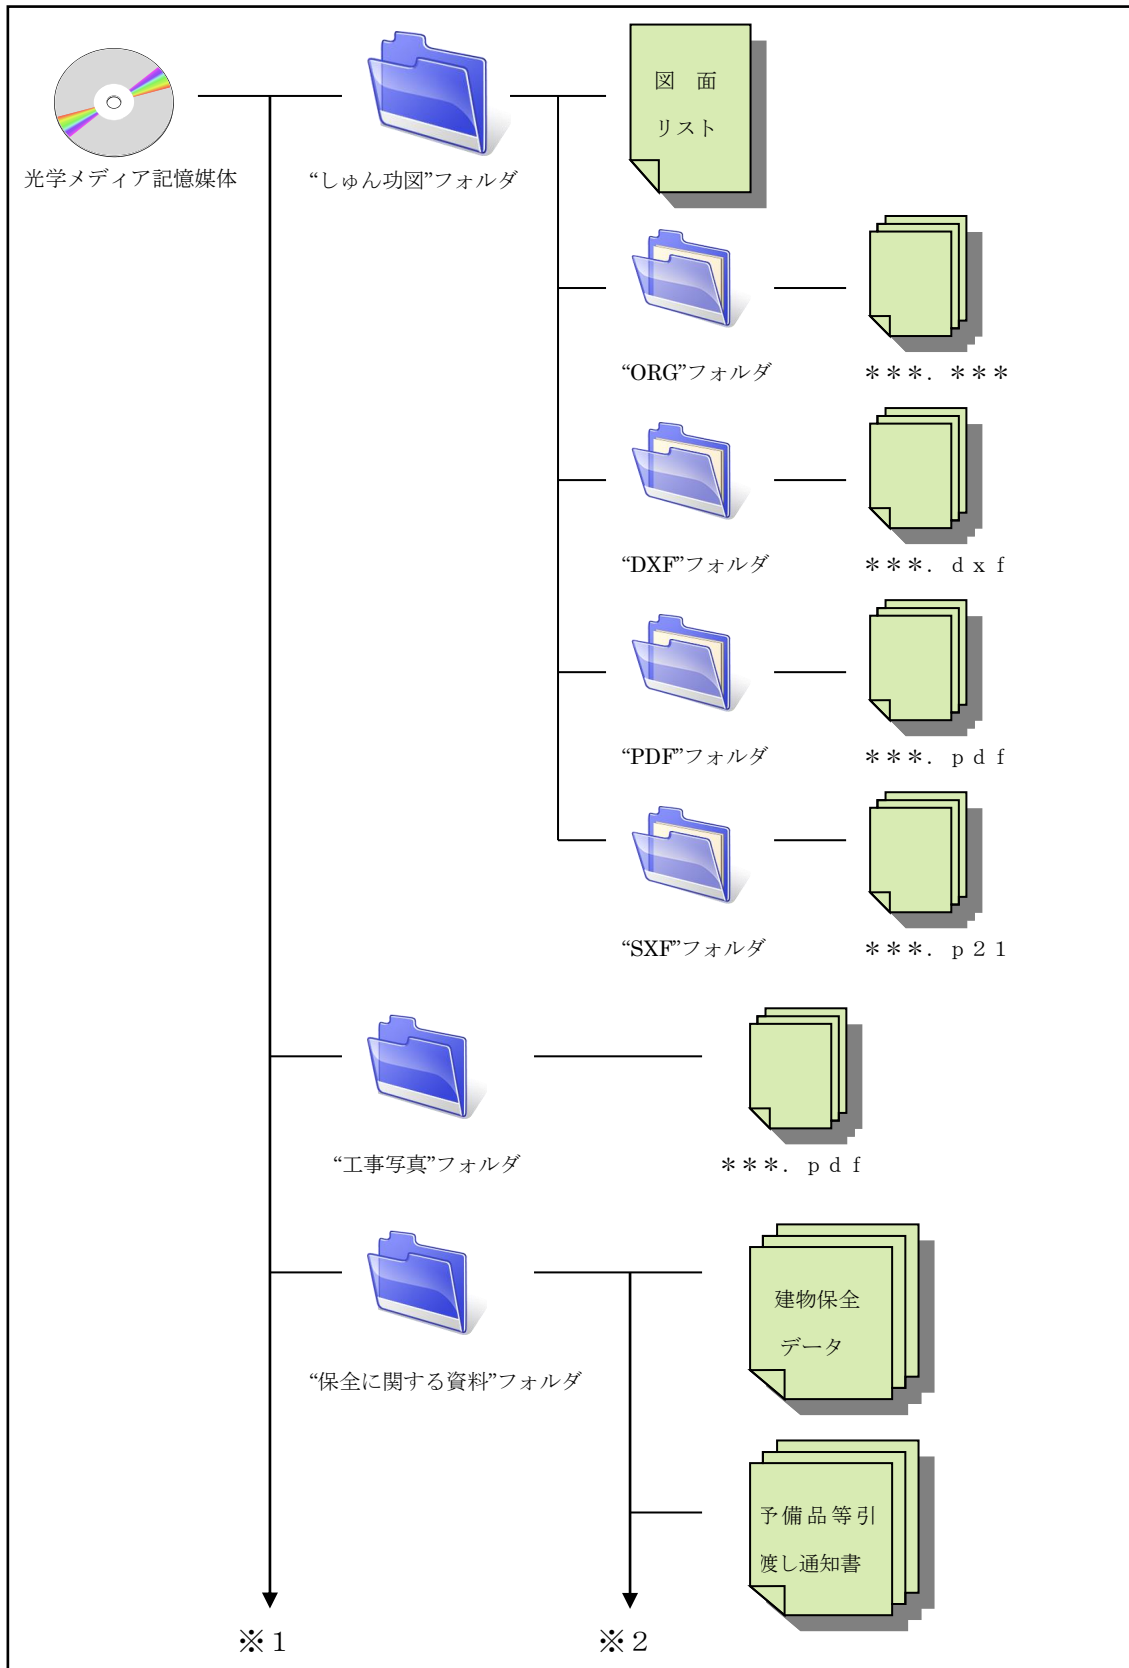 図 面
リスト
光学メディア記憶媒体
“しゅん功図”フォルダ
“ORG”フォルダ
＊＊＊．＊＊＊
“DXF”フォルダ
＊＊＊．ｄｘｆ
“PDF”フォルダ
＊＊＊．ｐｄｆ
“SXF”フォルダ
＊＊＊．ｐ２１
“工事写真”フォルダ
＊＊＊．ｐｄｆ
建物保全
データ
“保全に関する資料”フォルダ
予備品等引
渡し通知書
※１
※２